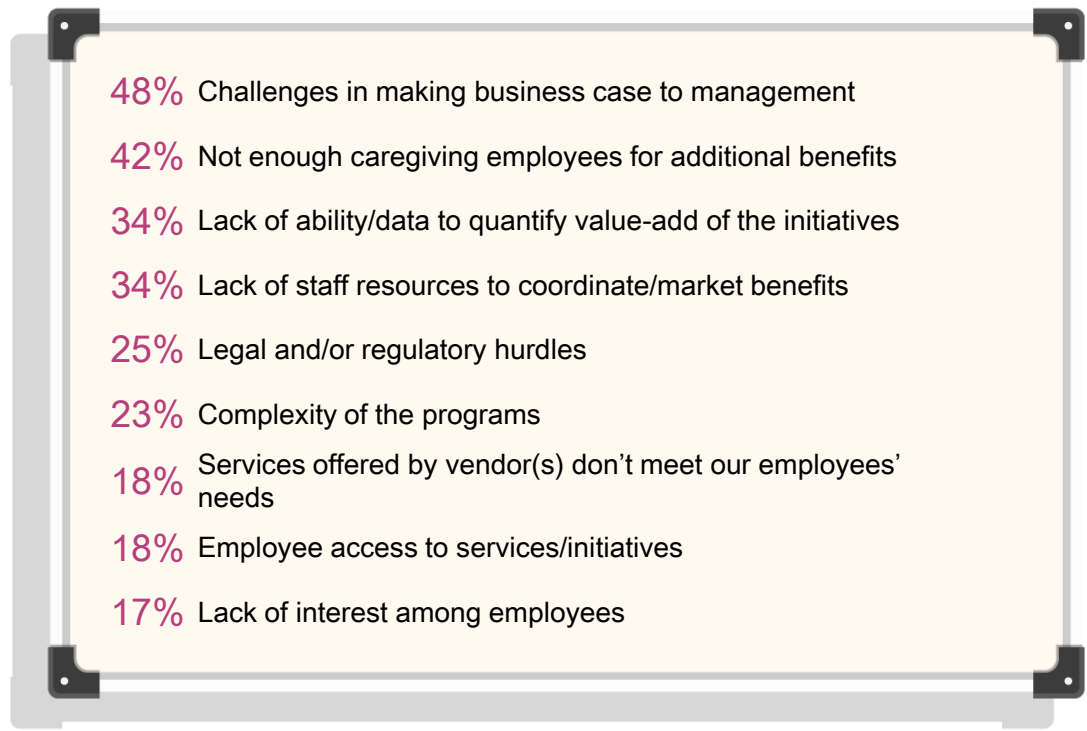 48% Challenges in making business case to management
42% Not enough caregiving employees for additional benefits
34% Lack of ability/data to quantify value-add of the initiatives
34% Lack of staff resources to coordinate/market benefits
25% Legal and/or regulatory hurdles
23% Complexity of the programs
18% Services offered by vendor(s) don’t meet our employees’
needs
18% Employee access to services/initiatives
17% Lack of interest among employees